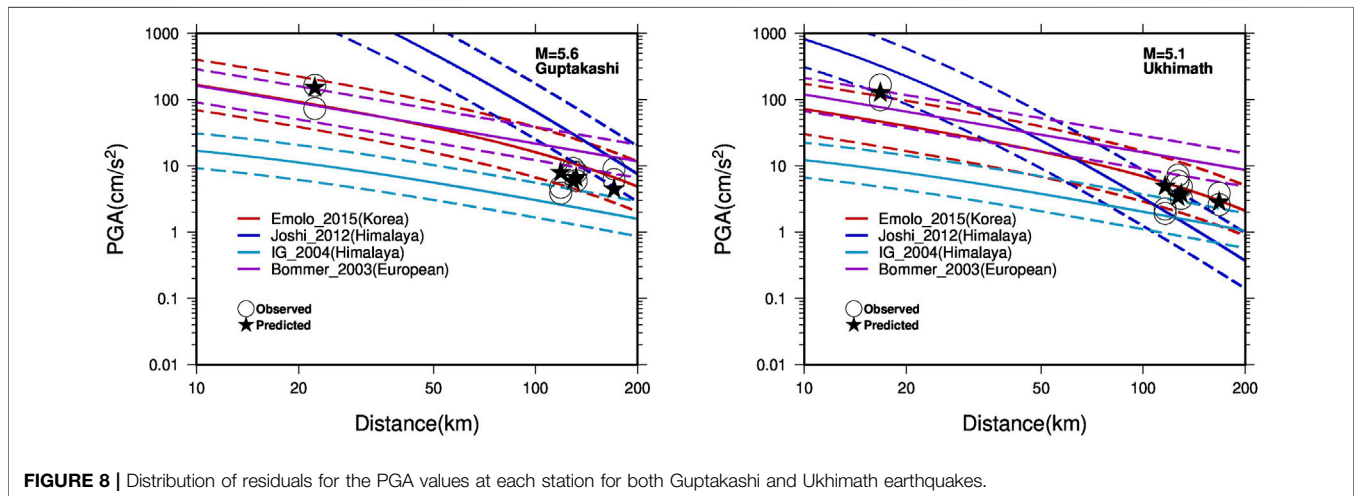 1000
100
10
1
0.1
0.01
PGA(cm/s²)
M=5.6
Guptakashi
Emolo_2015(Korea)
Joshi_2012(Himalaya)
IG_2004(Himalaya)
Bommer_2003(European)
Observed
Predicted
10 20 50 100 200
Distance(km)
1000
100
10
1
0.1
0.01
PGA(cm/s²)
M=5.1
Ukhimath
Emolo_2015(Korea)
Joshi_2012(Himalaya)
IG_2004(Himalaya)
Bommer_2003(European)
Observed
Predicted
10 20 50 100 200
Distance(km)
FIGURE 8 | Distribution of residuals for the PGA values at each station for both Guptakashi and Ukhimath earthquakes.